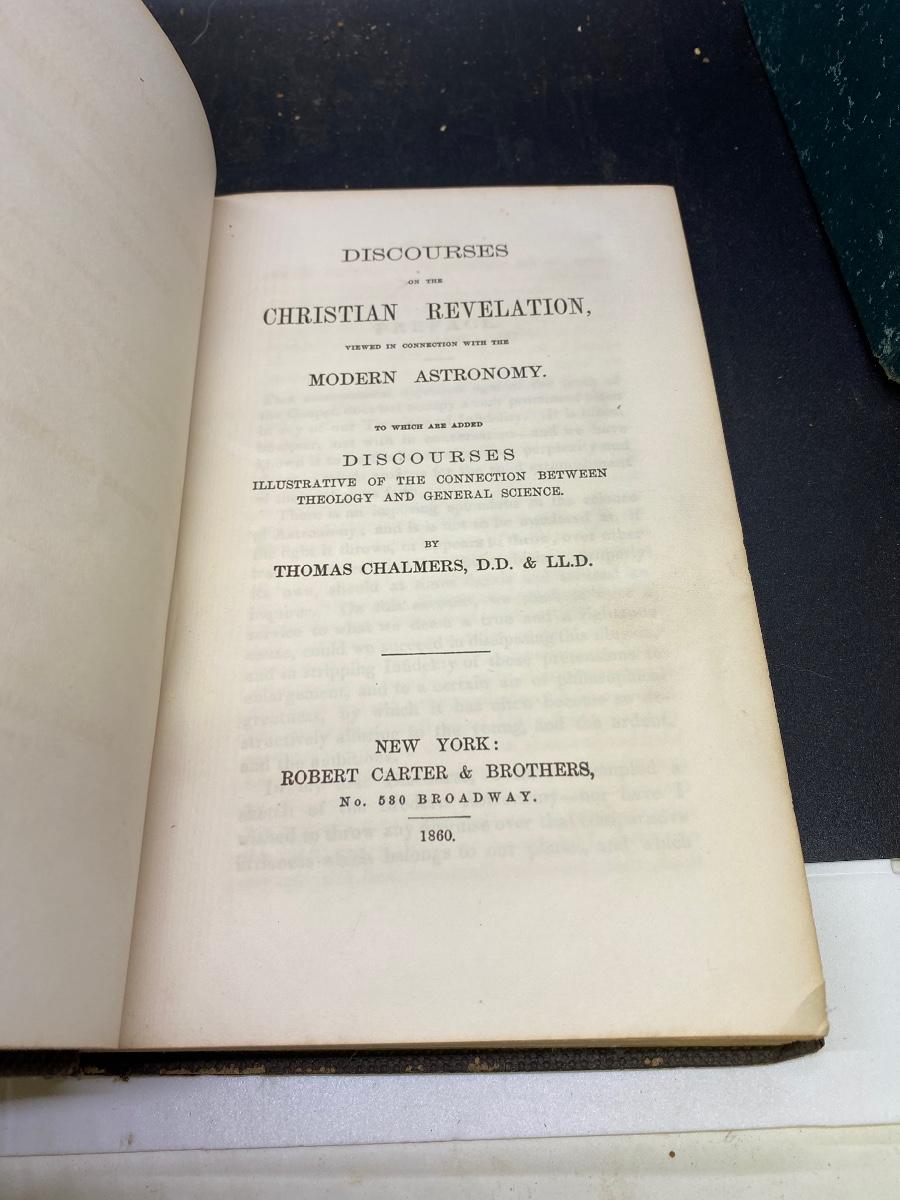 DISCOURSES
ON THE
CHRISTIAN REVELATION,
VIEWED IN CONNECTION WITH THE
MODERN ASTRONOMY.
TO WHICH ARE ADDED
DISCOURSES
ILLUSTRATIVE OF THE CONNECTION BETWEEN
THEOLOGY AND GENERAL SCIENCE.
BY
THOMAS CHALMERS, D.D. & LL.D.
NEW YORK:
ROBERT CARTER & BROTHERS,
No. 530 BROADWAY.
1860.